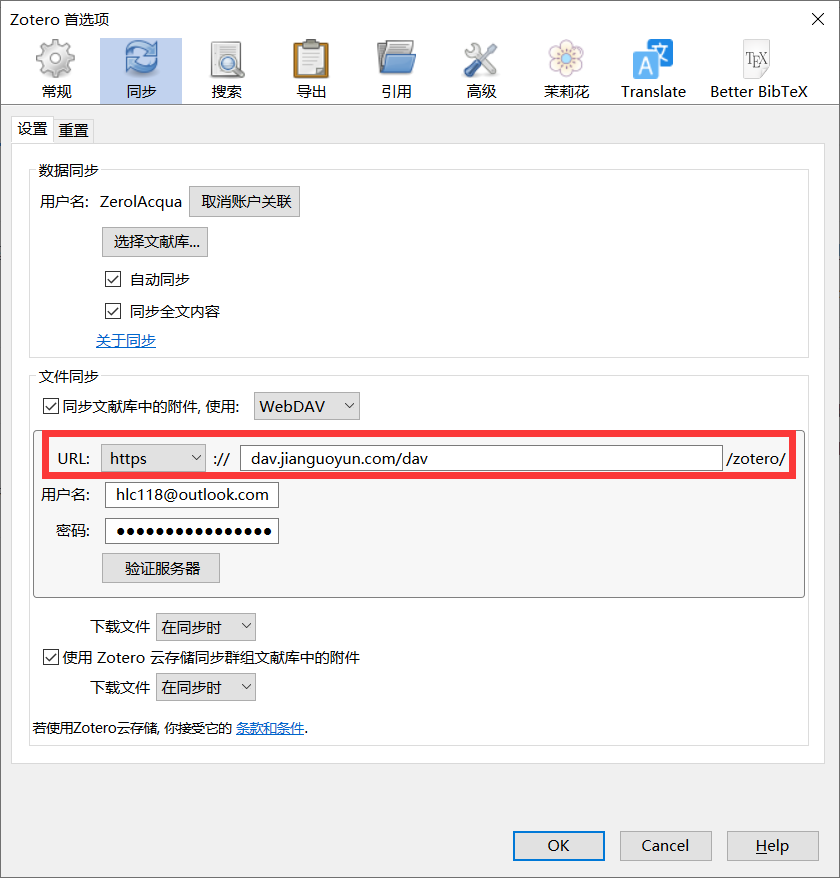 Zotero 首选项
常规 同步 搜索 导出 引用 高级 茉莉花 Translate Better BibTeX
设置 重置
数据同步
用户名: ZerolAcqua 取消账户关联
选择文献库...
自动同步
同步全文内容
关于同步
文件同步
同步文献库中的附件, 使用: WebDAV
URL: https :// dav.jianguoyun.com/dav /zotero/
用户名: hlc118@outlook.com
密码: ●●●●●●●●●●●●●●●●
验证服务器
下载文件 在同步时
使用 Zotero 云存储同步群组文献库中的附件
下载文件 在同步时
若使用Zotero云存储, 你接受它的 条款和条件.
OK Cancel Help